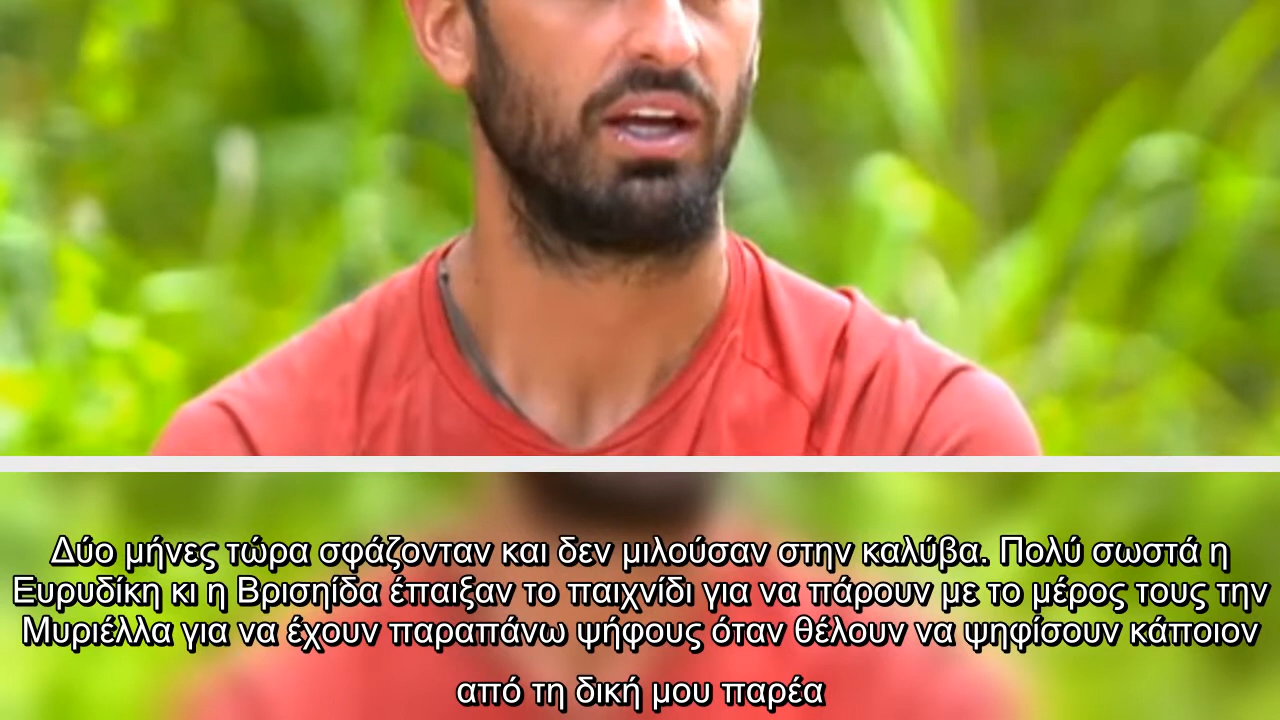 Δύο μήνες τώρα σφάζονταν και δεν μιλούσαν στην καλύβα. Πολύ σωστά η
Ευρυδίκη κι η Βρισηίδα έπαιξαν το παιχνίδι για να πάρουν με το μέρος τους την
Μυριέλλα για να έχουν παραπάνω ψήφους όταν θέλουν να ψηφίσουν κάποιον
από τη δική μου παρέα